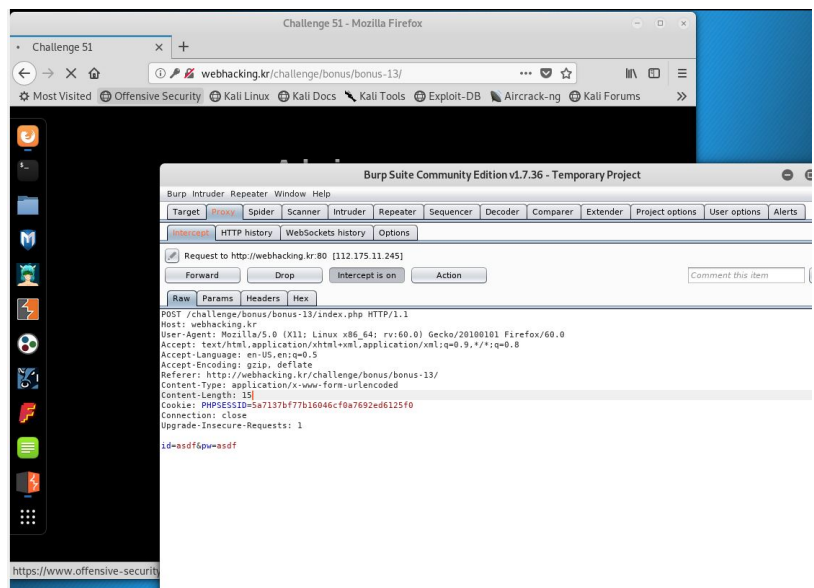 Challenge 51 - Mozilla Firefox
Challenge 51
webhacking.kr/challenge/bonus/bonus-13/
Most Visited Offensive Security Kali Linux Kali Docs Kali Tools Exploit-DB Aircrack-ng Kali Forums
Burp Suite Community Edition v1.7.36 - Temporary Project
Burp Intruder Repeater Window Help
Target Proxy Spider Scanner Intruder Repeater Sequencer Decoder Comparer Extender Project options User options Alerts
Intercept HTTP history WebSockets history Options
Request to http://webhacking.kr:80 [112.175.11.245]
Forward Drop Intercept is on Action Comment this item
Raw Params Headers Hex
POST /challenge/bonus/bonus-13/index.php HTTP/1.1
Host: webhacking.kr
User-Agent: Mozilla/5.0 (X11; Linux x86_64; rv:60.0) Gecko/20100101 Firefox/60.0
Accept: text/html,application/xhtml+xml,application/xml;q=0.9,*/*;q=0.8
Accept-Language: en-US,en;q=0.5
Accept-Encoding: gzip, deflate
Referer: http://webhacking.kr/challenge/bonus/bonus-13/
Content-Type: application/x-www-form-urlencoded
Content-Length: 15
Cookie: PHPSESSID=5a7137bf77b16046cf0a7692ed6125f0
Connection: close
Upgrade-Insecure-Requests: 1
id=asdf&pw=asdf
https://www.offensive-security